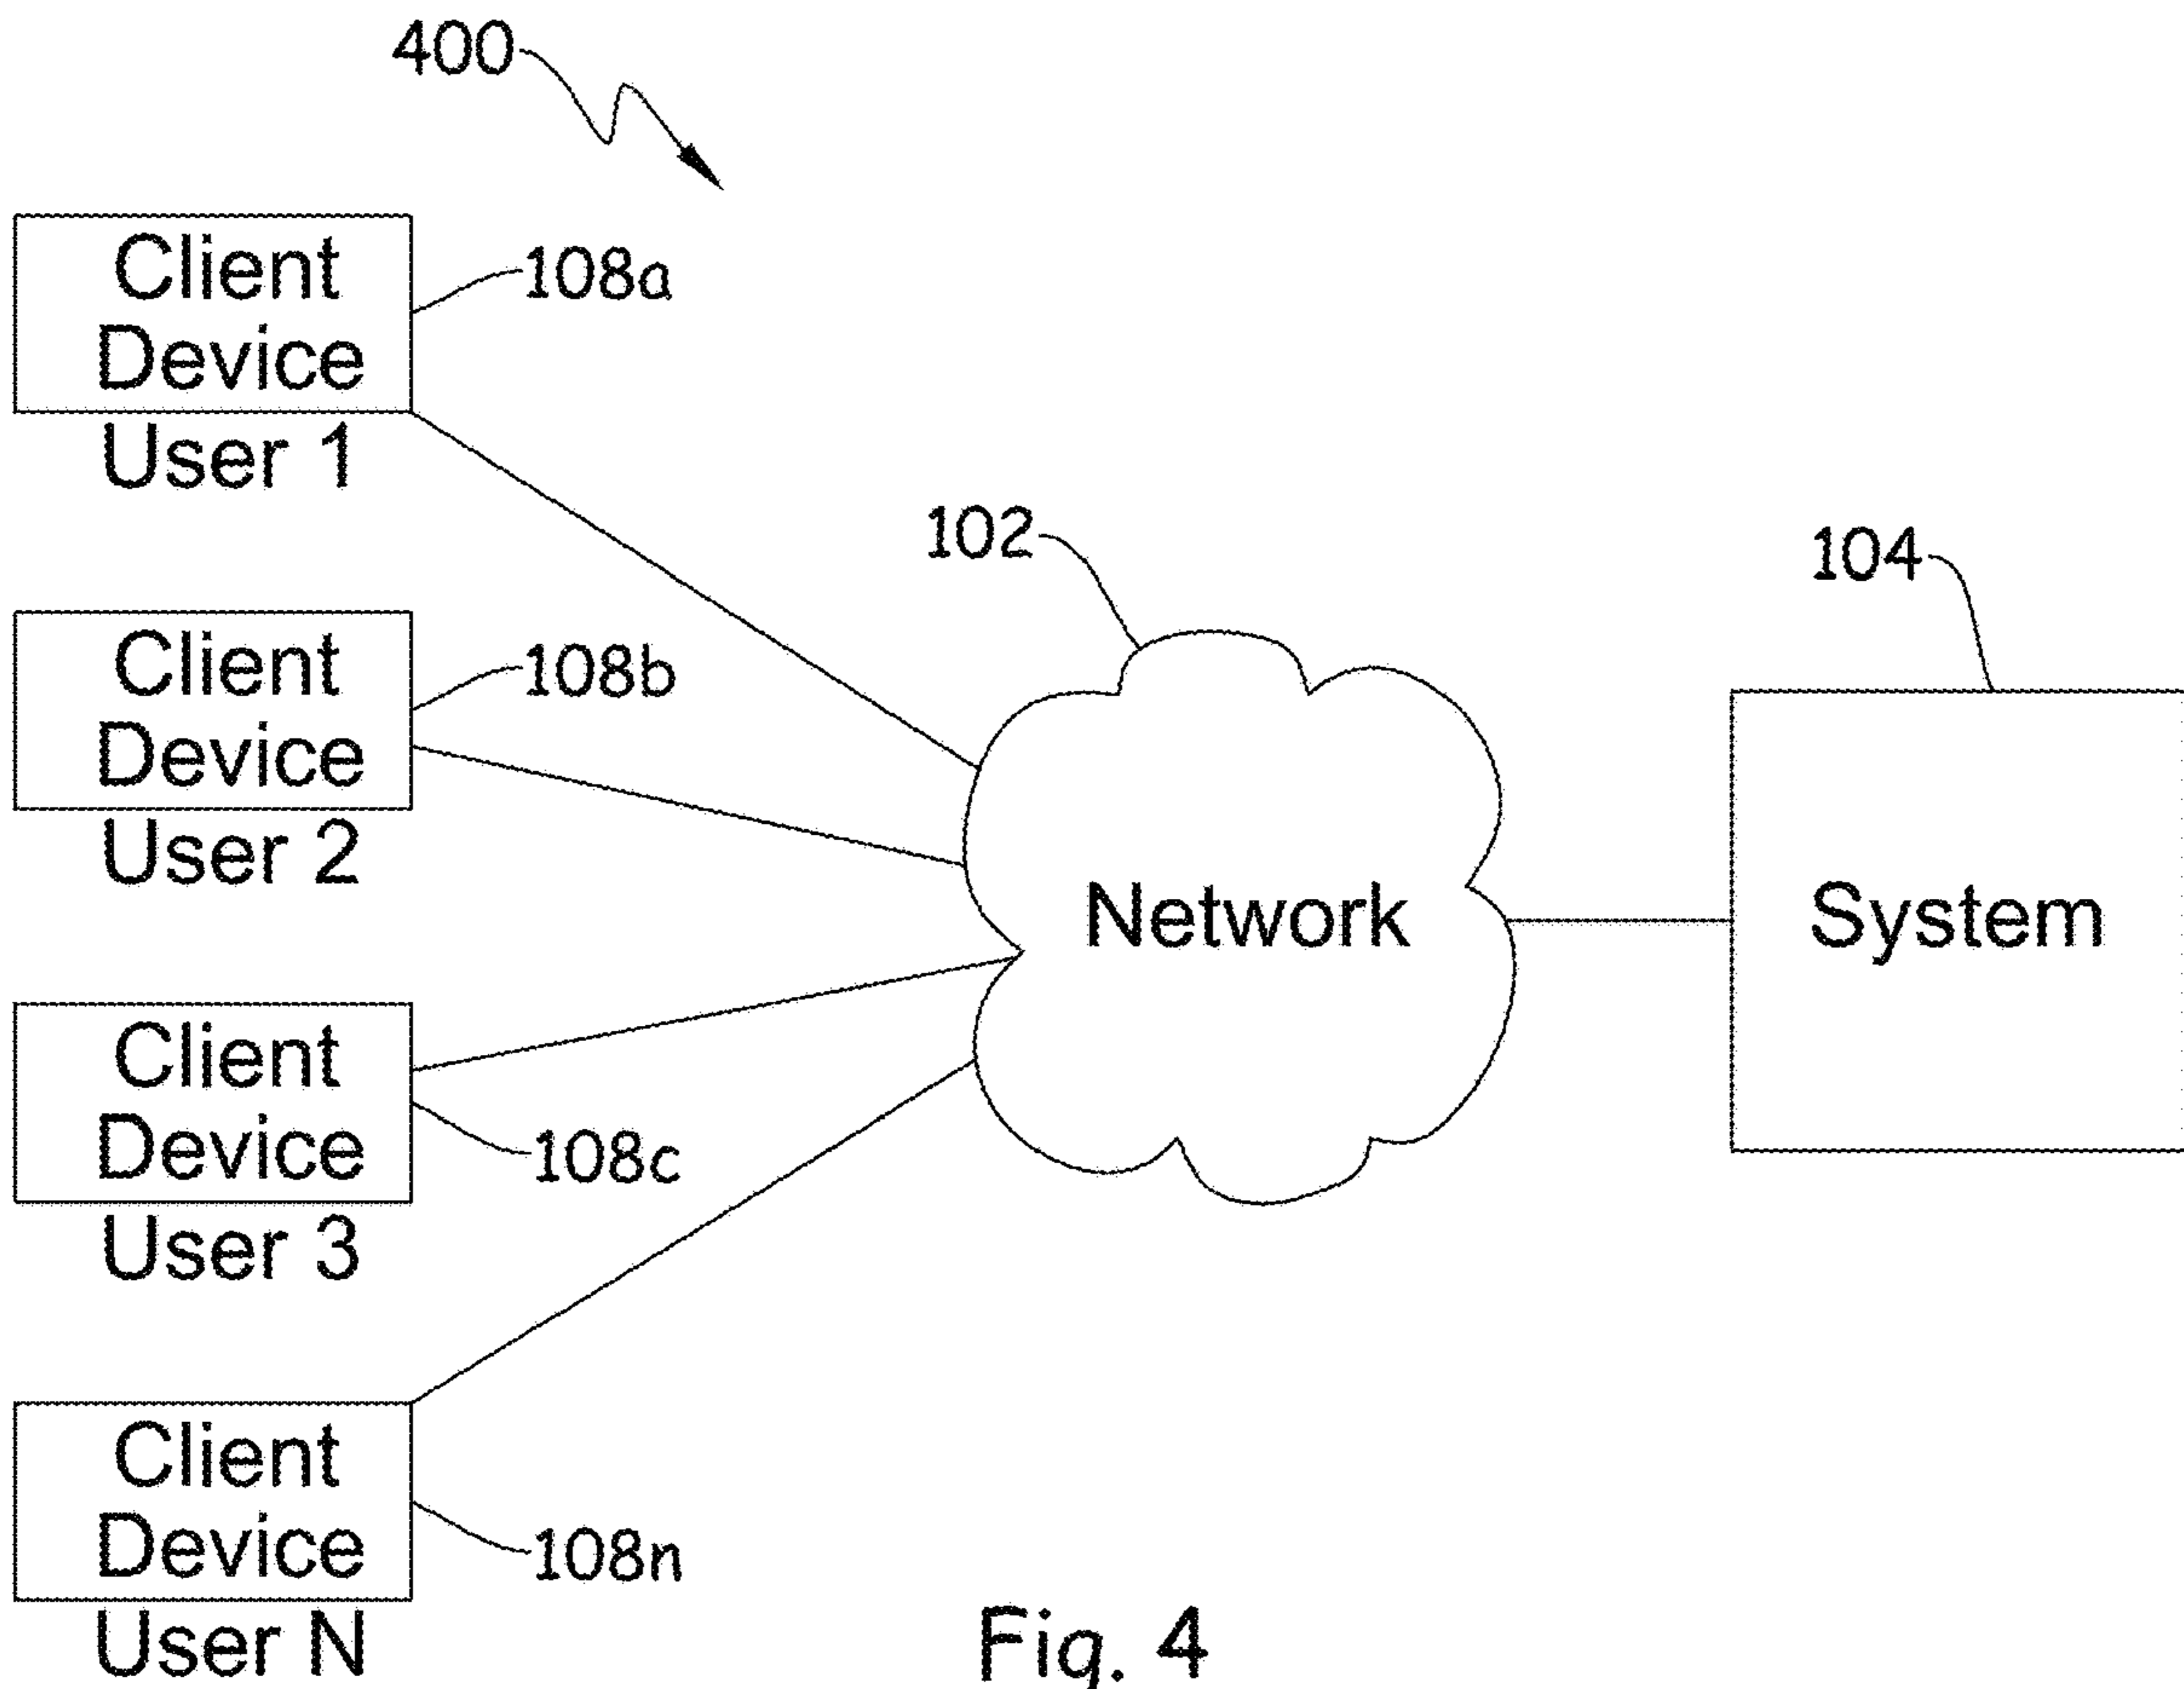 400
Client
Device
108a
User 1
102
104
Client
Device
108b
User 2
Network
System
Client
Device
108c
User 3
Client
Device
108n
User N
Fig. 4